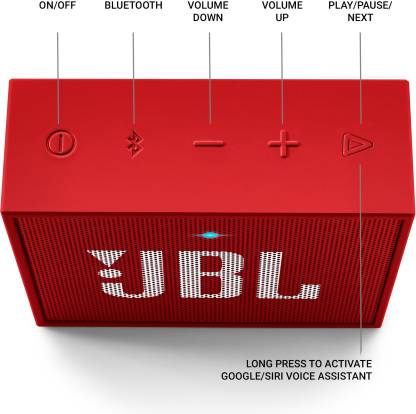 ON/OFF
BLUETOOTH
VOLUME
DOWN
VOLUME
UP
PLAY/PAUSE/
NEXT
JBL
LONG PRESS TO ACTIVATE
GOOGLE/SIRI VOICE ASSISTANT